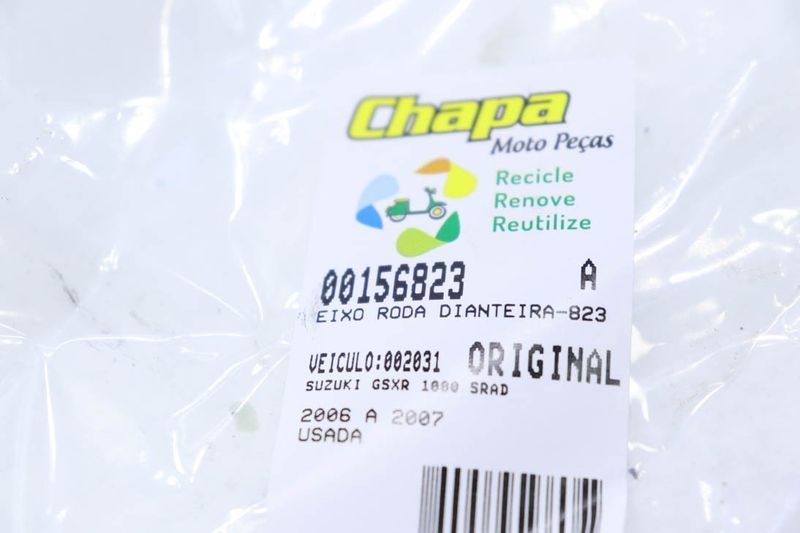 Chapa
Moto Peças
Recicle
Renove
Reutilize
00156823 A
EIXO RODA DIANTEIRA-823
VEICULO:002031 ORIGINAL
SUZUKI GSXR 1000 SRAD
2006 A 2007
USADA